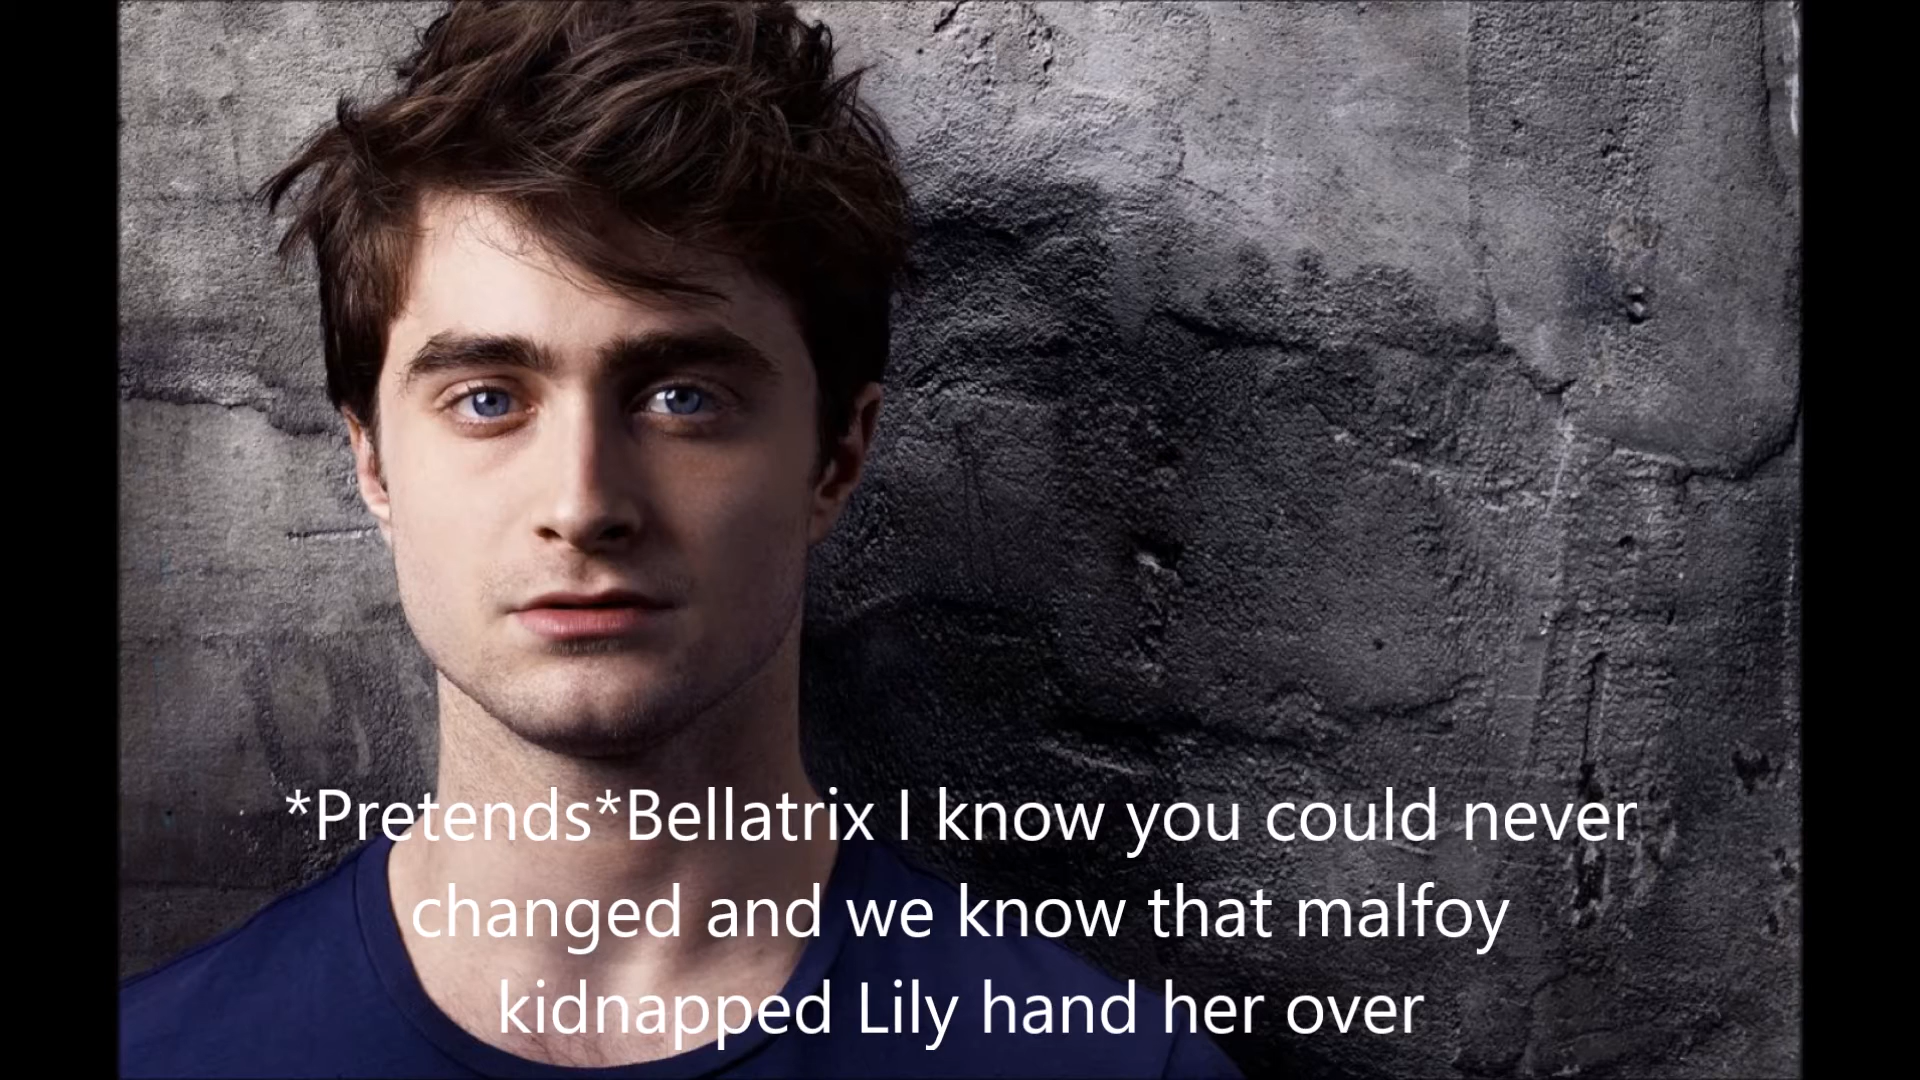 *Pretends*Bellatrix I know you could never
changed and we know that malfoy
kidnapped Lily hand her over